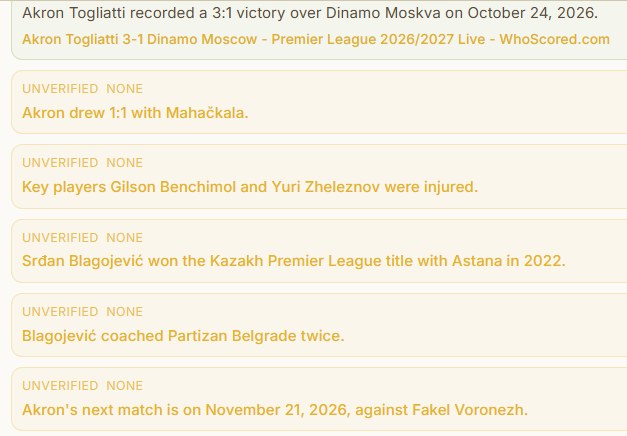 Akron Togliatti recorded a 3:1 victory over Dinamo Moskva on October 24, 2026.
Akron Togliatti 3-1 Dinamo Moscow - Premier League 2026/2027 Live - WhoScored.com
UNVERIFIED NONE
Akron drew 1:1 with Mahačkala.
UNVERIFIED NONE
Key players Gilson Benchimol and Yuri Zheleznov were injured.
UNVERIFIED NONE
Srđan Blagojević won the Kazakh Premier League title with Astana in 2022.
UNVERIFIED NONE
Blagojević coached Partizan Belgrade twice.
UNVERIFIED NONE
Akron's next match is on November 21, 2026, against Fakel Voronezh.